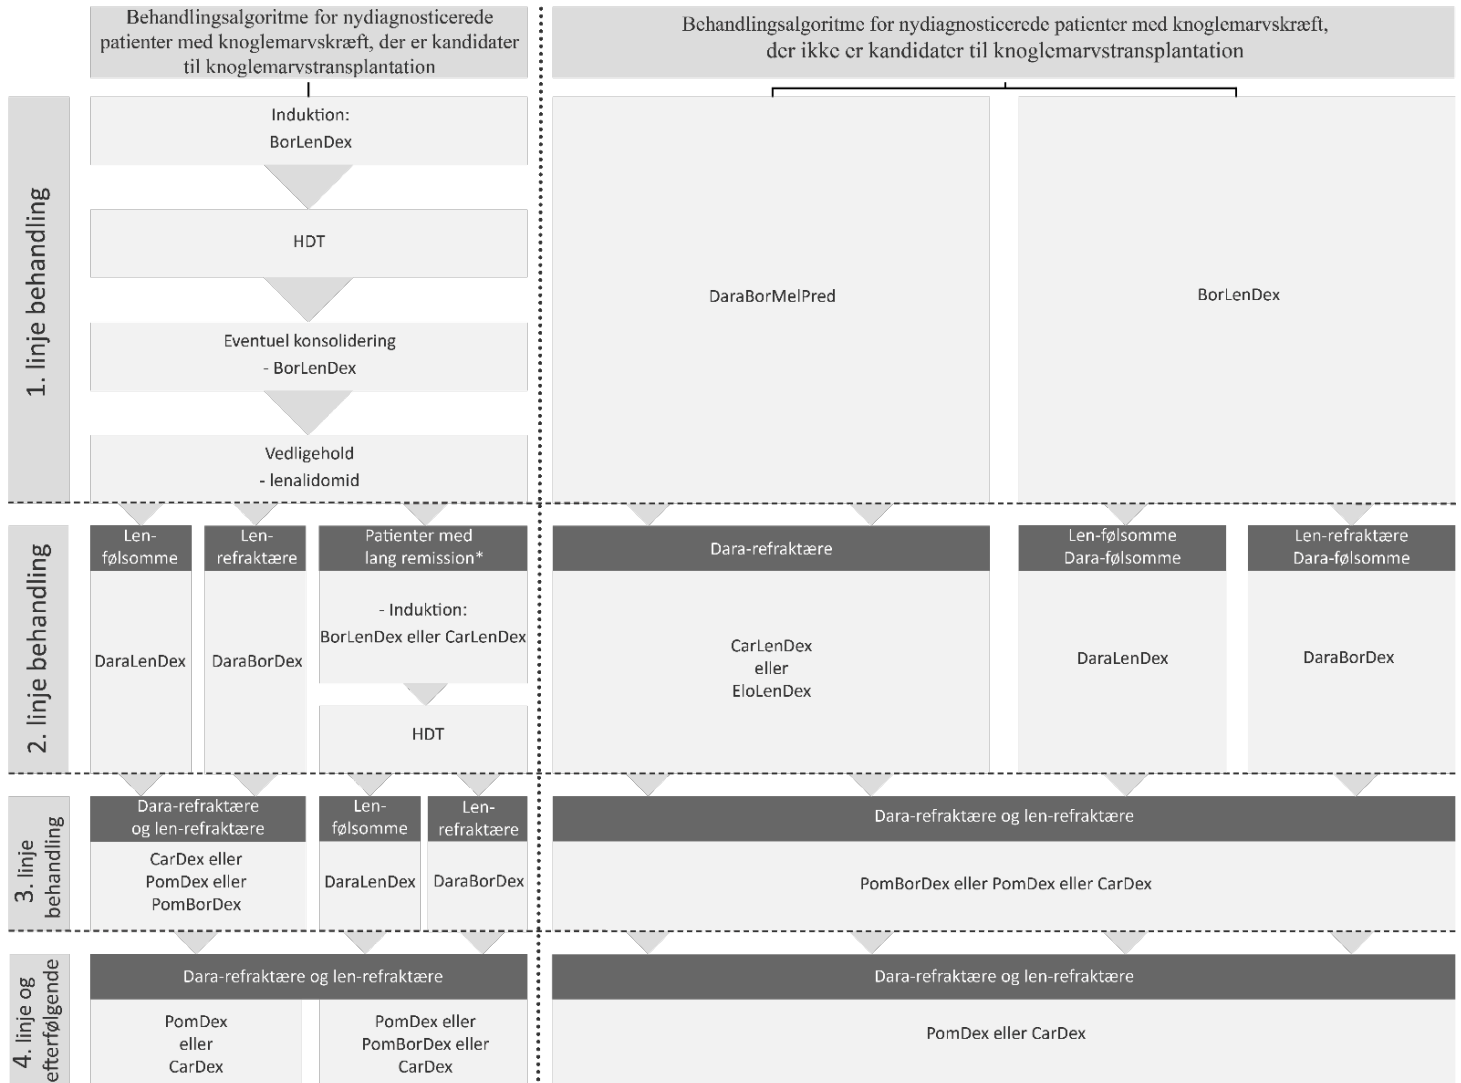 Behandlingsalgoritme for nydiagnosticerede
patienter med knoglemarvskræft, der er kandidater
til knoglemarvstransplantation
Behandlingsalgoritme for nydiagnosticerede patienter med knoglemarvskræft,
der ikke er kandidater til knoglemarvstransplantation
1. linje behandling
Induktion:
BorLenDex
HDT
Eventuel konsolidering
- BorLenDex
Vedligehold
- lenalidomid
DaraBorMelPred
BorLenDex
2. linje behandling
Len-
følsomme
DaraLenDex
Len-
refraktære
DaraBorDex
Patienter med
lang remission*
- Induktion:
BorLenDex eller CarLenDex
HDT
Dara-refraktære
CarLenDex
eller
EloLenDex
Len-følsomme
Dara-følsomme
DaraLenDex
Len-refraktære
Dara-følsomme
DaraBorDex
3. linje
behandling
Dara-refraktære
og len-refraktære
CarDex eller
PomDex eller
PomBorDex
Len-
følsomme
DaraLenDex
Len-
refraktære
DaraBorDex
Dara-refraktære og len-refraktære
PomBorDex eller PomDex eller CarDex
4. linje og
efterfølgende
Dara-refraktære og len-refraktære
PomDex
eller
CarDex
PomDex eller
PomBorDex eller
CarDex
Dara-refraktære og len-refraktære
PomDex eller CarDex